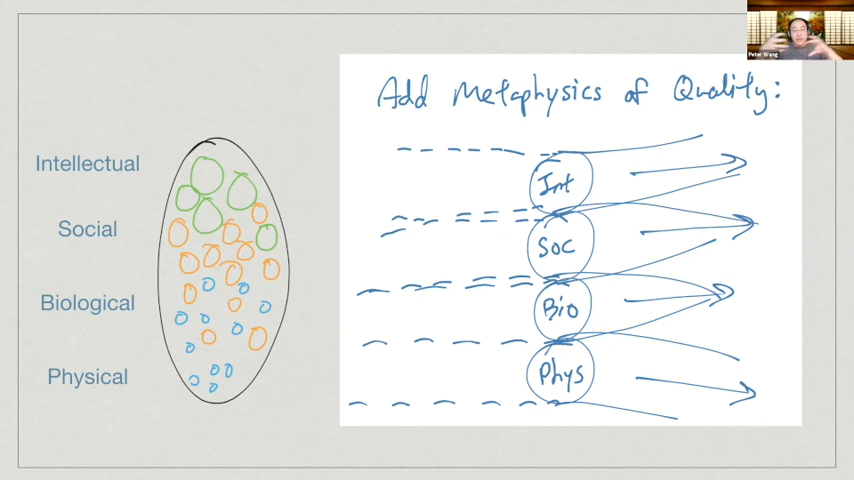 Peter Wang
Add Metaphysics of Quality:
Intellectual
Social
Biological
Physical
Int
Soc
Bio
Phys